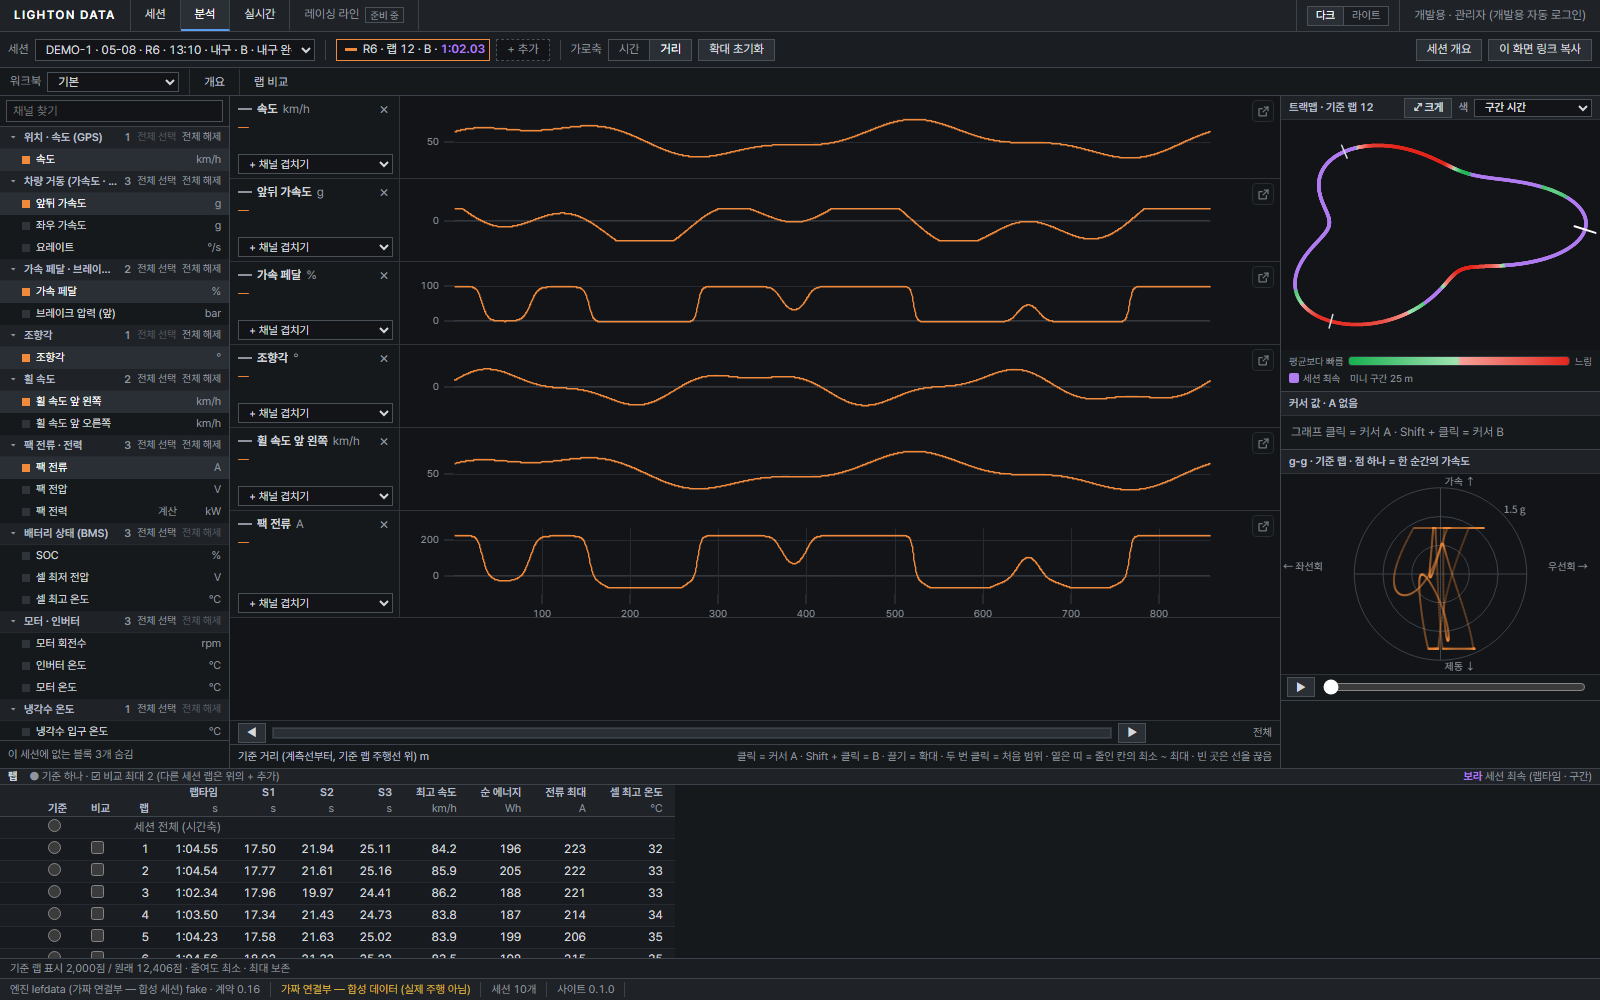 LIGHTON DATA 세션 분석 실시간 레이싱 라인 준비 중 다크 라이트 개발용 · 관리자 (개발용 자동 로그인)
세션 DEMO-1 · 05-08 · R6 · 13:10 · 내구 · B · 내구 완 R6 · 랩 12 · B · 1:02.03 + 추가 가로축 시간 거리 확대 초기화 세션 개요 이 화면 링크 복사
워크북 기본 개요 랩 비교
채널 찾기
위치 · 속도 (GPS) 1 전체 선택 전체 해제
속도 km/h
차량 거동 (가속도 · ... 3 전체 선택 전체 해제
앞뒤 가속도 g
좌우 가속도 g
요레이트 °/s
가속 페달 · 브레이... 2 전체 선택 전체 해제
가속 페달 %
브레이크 압력 (앞) bar
조향각 1 전체 선택 전체 해제
조향각 °
휠 속도 2 전체 선택 전체 해제
휠 속도 앞 왼쪽 km/h
휠 속도 앞 오른쪽 km/h
팩 전류 · 전력 3 전체 선택 전체 해제
팩 전류 A
팩 전압 V
팩 전력 계산 kW
배터리 상태 (BMS) 3 전체 선택 전체 해제
SOC %
셀 최저 전압 V
셀 최고 온도 °C
모터 · 인버터 3 전체 선택 전체 해제
모터 회전수 rpm
인버터 온도 °C
모터 온도 °C
냉각수 온도 1 전체 선택 전체 해제
냉각수 입구 온도 °C
이 세션에 없는 블록 3개 숨김
속도 km/h ×
—
+ 채널 겹치기
50
앞뒤 가속도 g ×
—
+ 채널 겹치기
0
가속 페달 % ×
—
+ 채널 겹치기
100
0
조향각 ° ×
—
+ 채널 겹치기
0
휠 속도 앞 왼쪽 km/h ×
—
+ 채널 겹치기
50
팩 전류 A ×
—
+ 채널 겹치기
200
0
100 200 300 400 500 600 700 800
전체
기준 거리 (계측선부터, 기준 랩 주행선 위) m 클릭 = 커서 A · Shift + 클릭 = B · 끌기 = 확대 · 두 번 클릭 = 처음 범위 · 옅은 띠 = 줄인 칸의 최소 ~ 최대 · 빈 곳은 선을 끊음
트랙맵 · 기준 랩 12 크게 색 구간 시간
평균보다 빠름 느림
세션 최속 미니 구간 25 m
커서 값 · A 없음
그래프 클릭 = 커서 A · Shift + 클릭 = 커서 B
g-g · 기준 랩 · 점 하나 = 한 순간의 가속도
가속 ↑
1.5 g
← 좌선회 우선회 →
제동 ↓
랩 기준 하나 · ☑ 비교 최대 2 (다른 세션 랩은 위의 + 추가) 보라 세션 최속 (랩타임 · 구간)
랩타임 S1 S2 S3 최고 속도 순 에너지 전류 최대 셀 최고 온도
기준 비교 랩 s s s s km/h Wh A °C
세션 전체 (시간축)
1 1:04.55 17.50 21.94 25.11 84.2 196 223 32
2 1:04.54 17.77 21.61 25.16 85.9 205 222 33
3 1:02.34 17.96 19.97 24.41 86.2 188 221 33
4 1:03.50 17.34 21.43 24.73 83.8 187 214 34
5 1:04.23 17.58 21.63 25.02 83.9 199 206 35
기준 랩 표시 2,000점 / 원래 12,406점 · 줄여도 최소 · 최대 보존
엔진 lefdata (가짜 연결부 — 합성 세션) fake · 계약 0.16 가짜 연결부 — 합성 데이터 (실제 주행 아님) 세션 10개 사이트 0.1.0